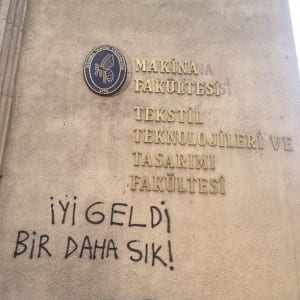 MAKİNA
FAKÜLTESİ
TEKSTİL
TEKNOLOJİLERİ VE
TASARIMI
FAKÜLTESİ
İYİ GELDİ
BİR DAHA SIK!